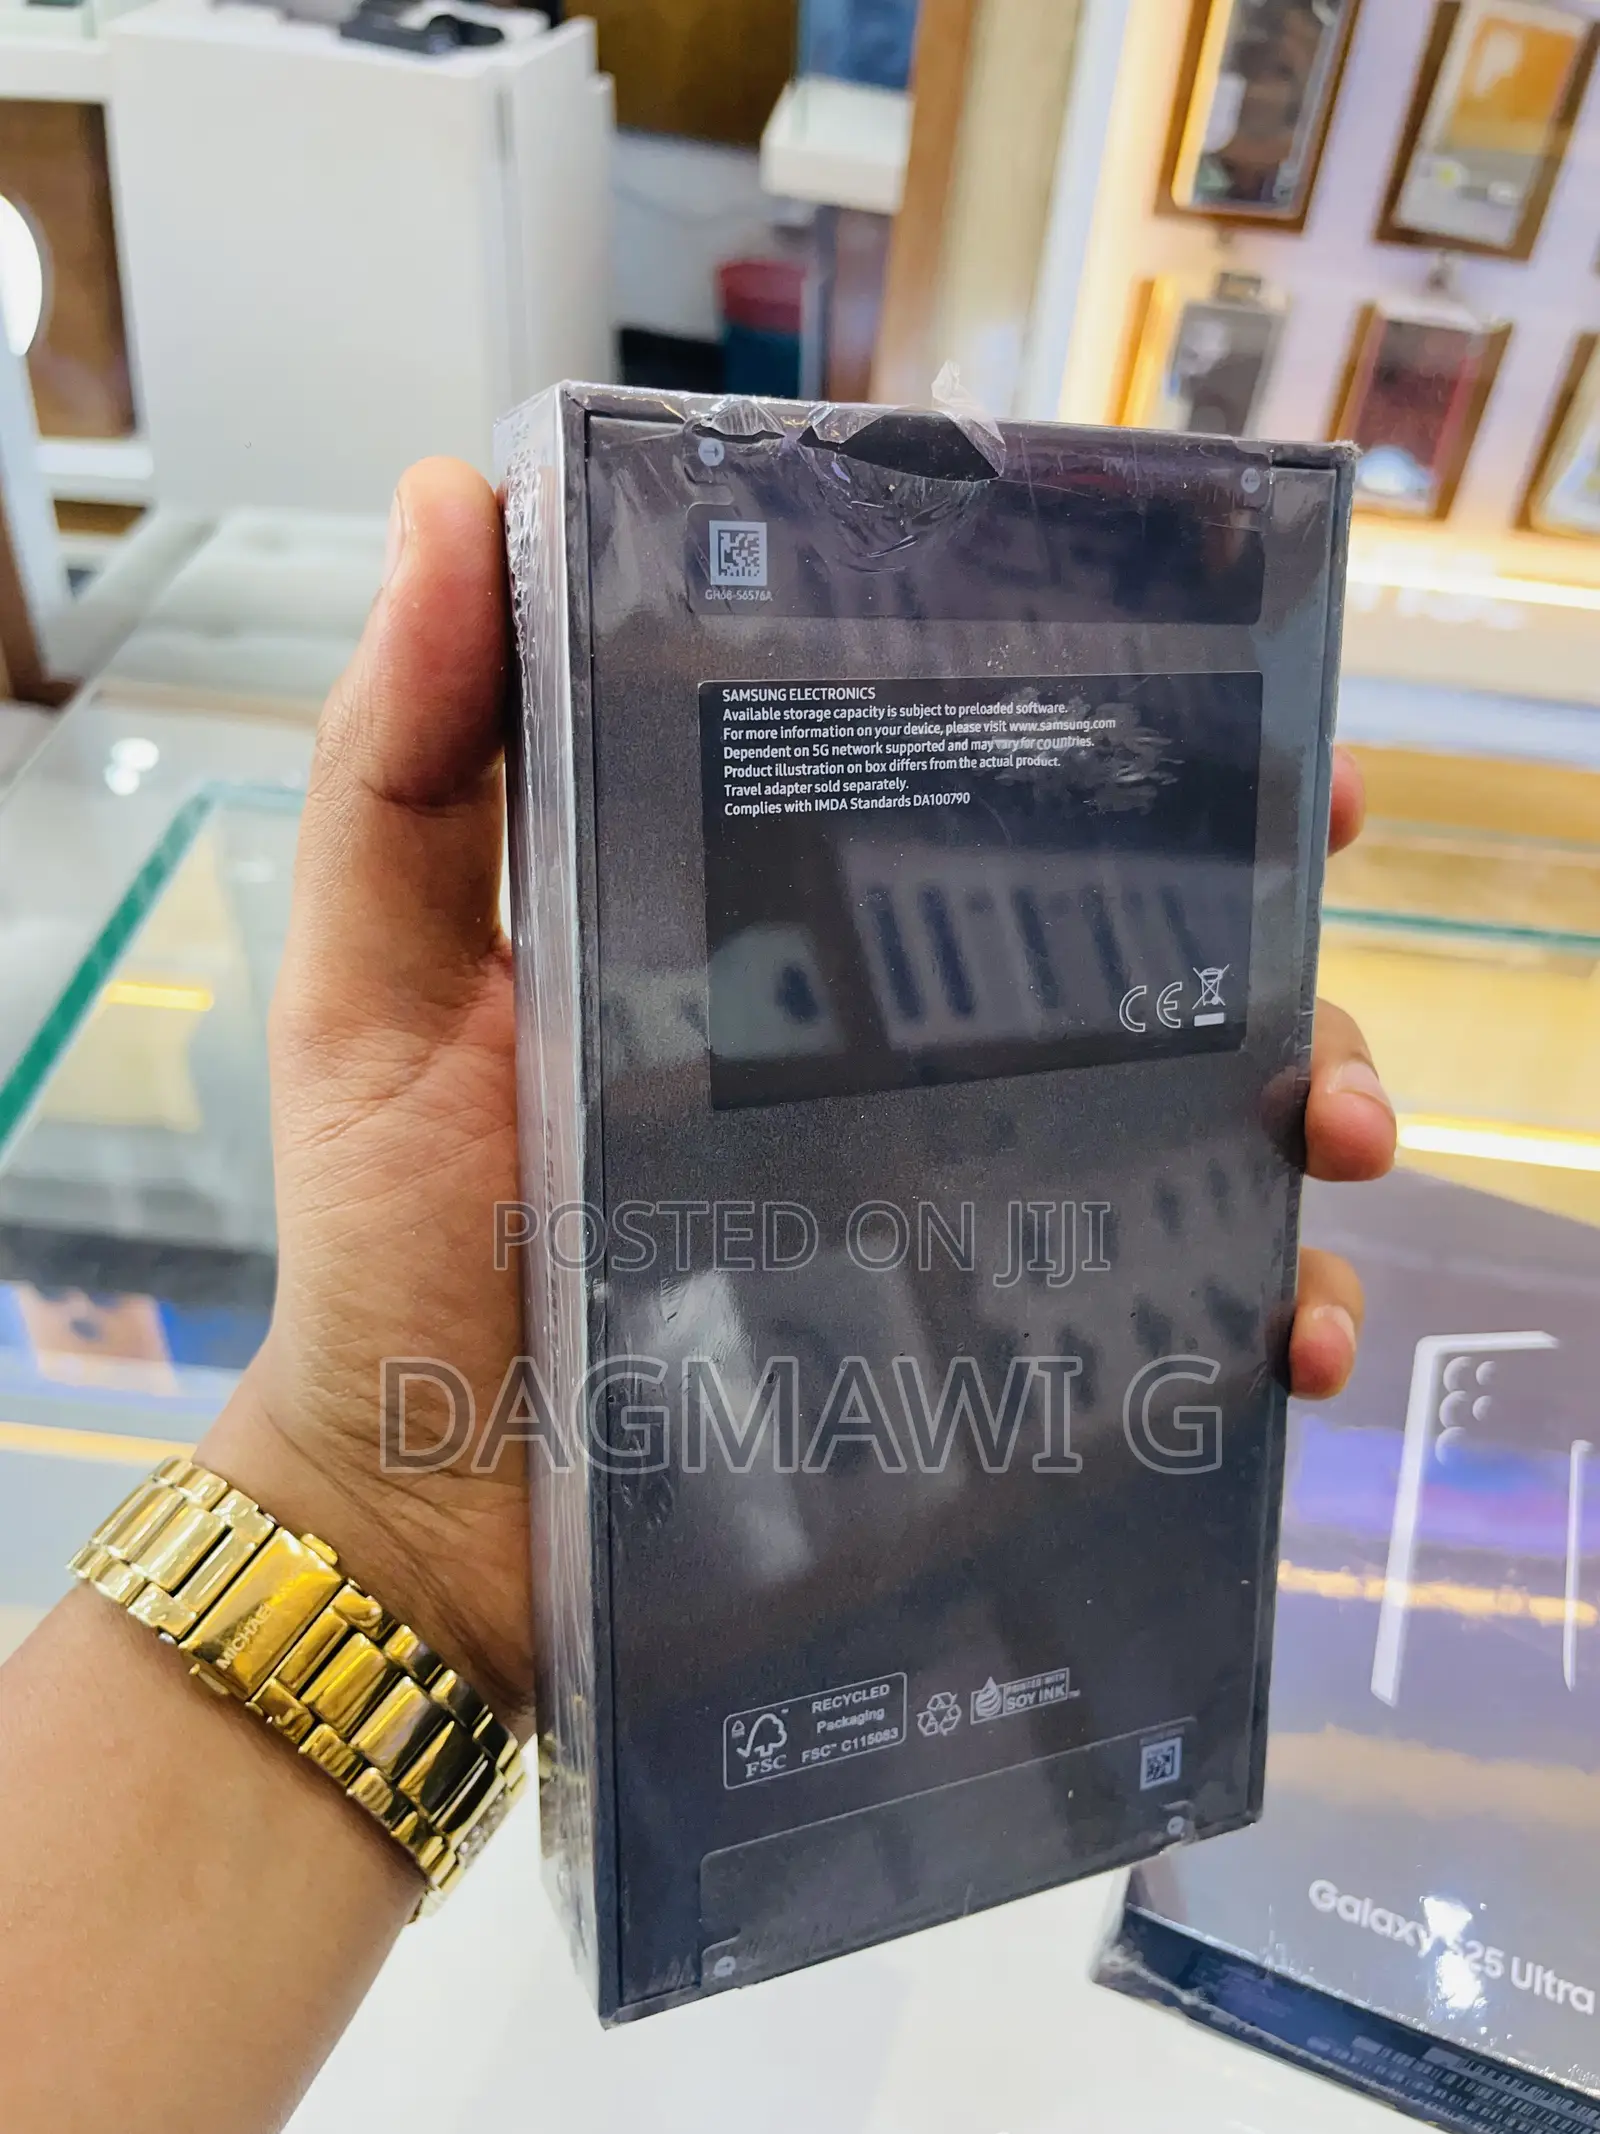 GH68-56576A
SAMSUNG ELECTRONICS
Available storage capacity is subject to preloaded software.
For more information on your device, please visit www.samsung.com
Dependent on 5G network supported and may vary for countries.
Product illustration on box differs from the actual product.
Travel adapter sold separately.
Complies with IMDA Standards DA100790
CE
POSTED ON JIJI
DAGMAWI G
MICHAEL
RECYCLED
Packaging
FSC™ C115083
FSC
PRINTED WITH
SOY INK™
Galaxy S25 Ultra